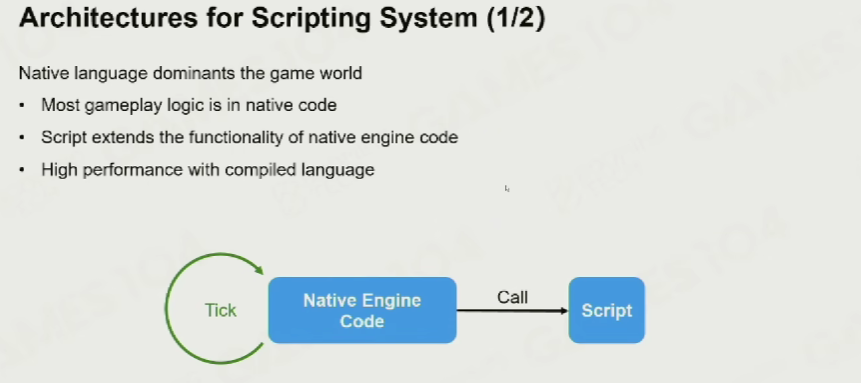 Architectures for Scripting System (1/2)
Native language dominants the game world
• Most gameplay logic is in native code
• Script extends the functionality of native engine code
• High performance with compiled language
Tick
Native Engine
Code
Call
Script